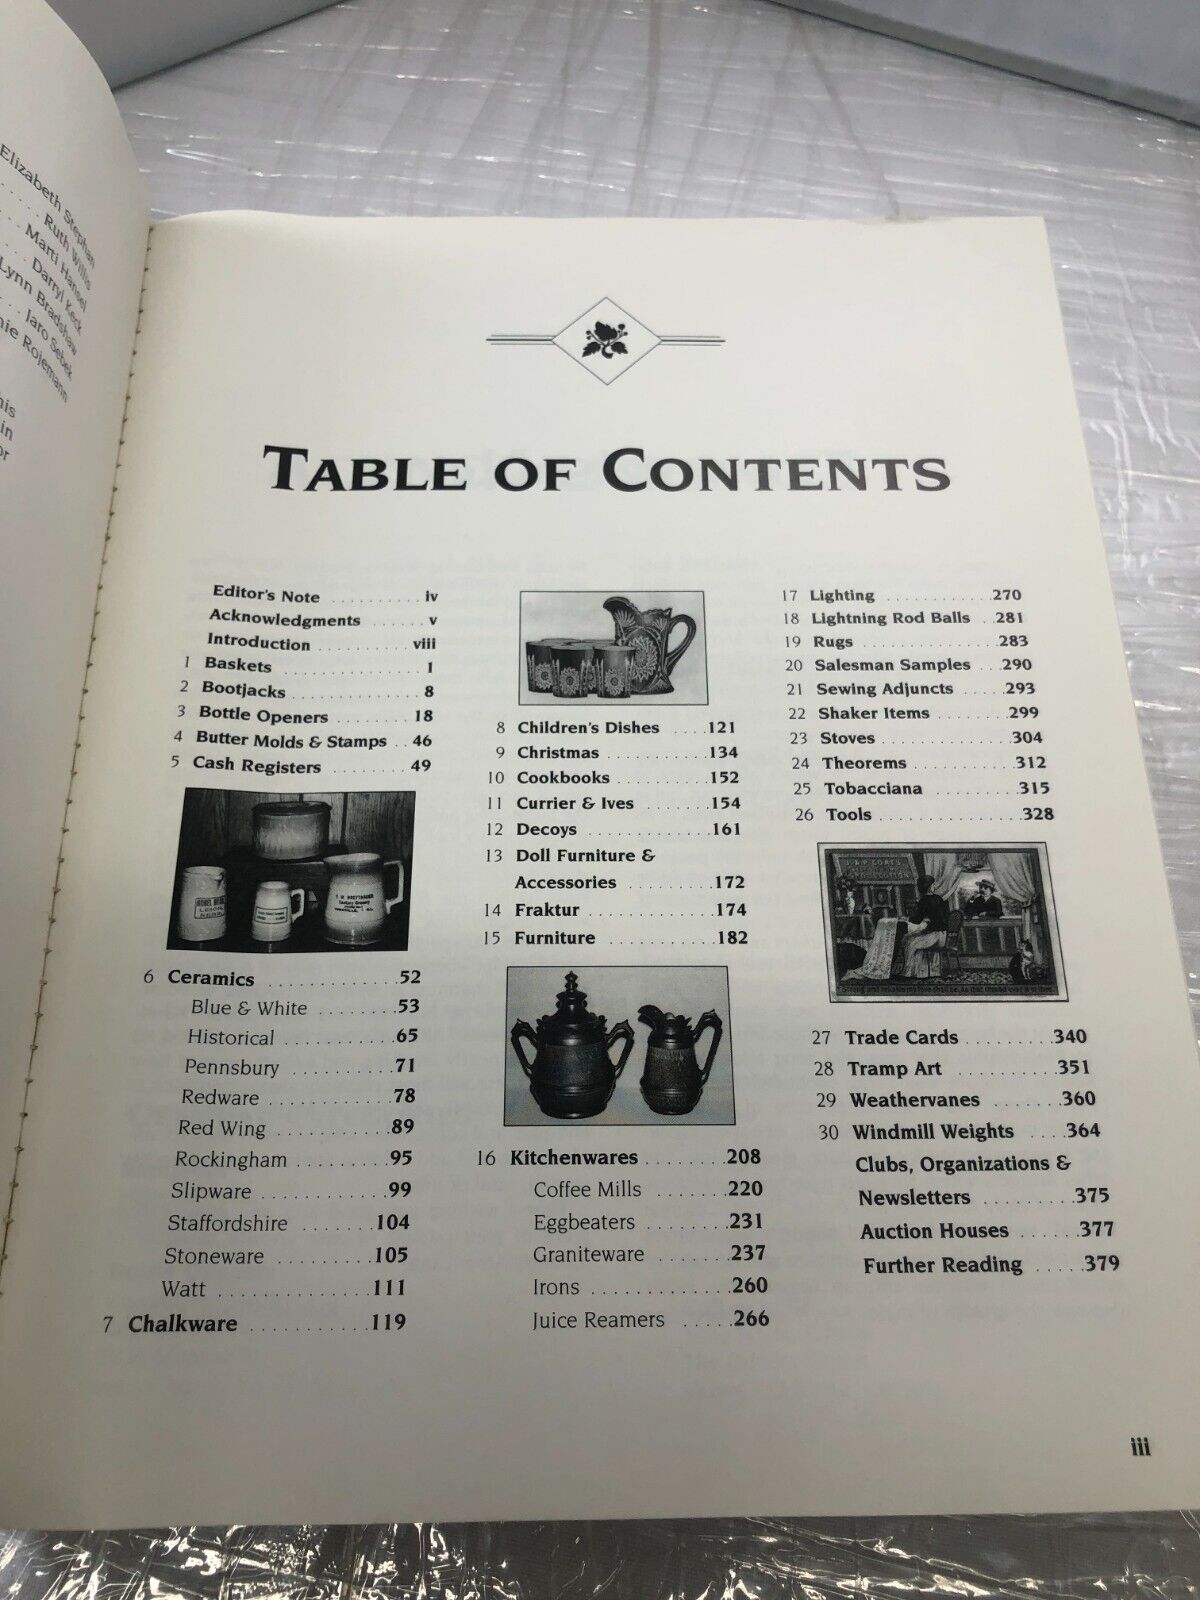 Elizabeth Stephan
Ruth Willis
Marti Hansel
Darryl Keck
Lynn Bradshaw
Jaro Sebek
Rojemann
in
or
TABLE OF CONTENTS
Editor's Note .......... iv
Acknowledgments ...... v
Introduction .......... viii
1 Baskets .............. 1
2 Bootjacks ............ 8
3 Bottle Openers ........ 18
4 Butter Molds & Stamps .. 46
5 Cash Registers ........ 49
6 Ceramics ............ 52
Blue & White ........ 53
Historical ........... 65
Pennsbury .......... 71
Redware ............ 78
Red Wing ........... 89
Rockingham ......... 95
Slipware ............ 99
Staffordshire ....... 104
Stoneware ......... 105
Watt .............. 111
7 Chalkware ........... 119
8 Children's Dishes .... 121
9 Christmas ........... 134
10 Cookbooks .......... 152
11 Currier & Ives ....... 154
12 Decoys ............ 161
13 Doll Furniture &
Accessories ......... 172
14 Fraktur ............ 174
15 Furniture ........... 182
16 Kitchenwares ........ 208
Coffee Mills ....... 220
Eggbeaters ........ 231
Graniteware ........ 237
Irons ............. 260
Juice Reamers ..... 266
17 Lighting ............ 270
18 Lightning Rod Balls .. 281
19 Rugs .............. 283
20 Salesman Samples ... 290
21 Sewing Adjuncts ..... 293
22 Shaker Items ........ 299
23 Stoves ............. 304
24 Theorems ........... 312
25 Tobacciana ......... 315
26 Tools .............. 328
J. & P. COATS
27 Trade Cards ......... 340
28 Tramp Art .......... 351
29 Weathervanes ....... 360
30 Windmill Weights .... 364
Clubs, Organizations &
Newsletters ......... 375
Auction Houses ...... 377
Further Reading ..... 379
iii